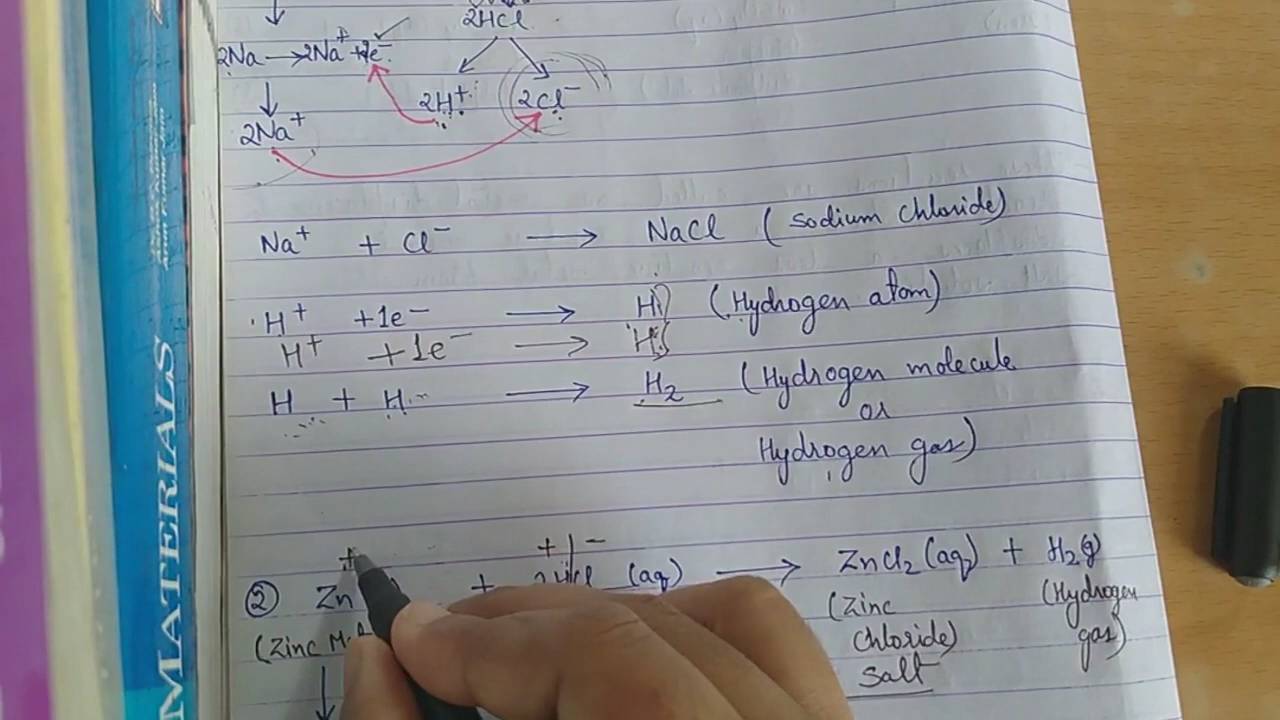 2HCl
2Na → 2Na⁺ + 2e⁻
2H⁺ 2Cl⁻
2Na⁺
Na⁺ + Cl⁻ → NaCl (Sodium Chloride)
H⁺ + 1e⁻ → H (Hydrogen atom)
H⁺ + 1e⁻ → H
H + H → H₂ (Hydrogen molecule
or
Hydrogen gas)
+ + | −
② Zn + 2HCl (aq) → ZnCl₂ (aq) + H₂(g)
(Zinc (Zinc (Hydrogen
Chloride) gas)
Salt
MATERIALS